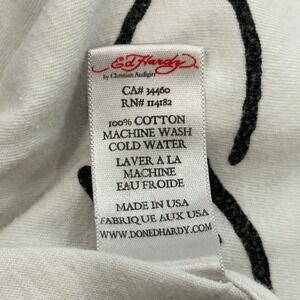 Ed Hardy
by Christian Audigier
CA# 34460
RN# 114182
100% COTTON
MACHINE WASH
COLD WATER
LAVER A LA
MACHINE
EAU FROIDE
MADE IN USA
FABRIQUE AUX USA
WWW.DONEDHARDY.COM